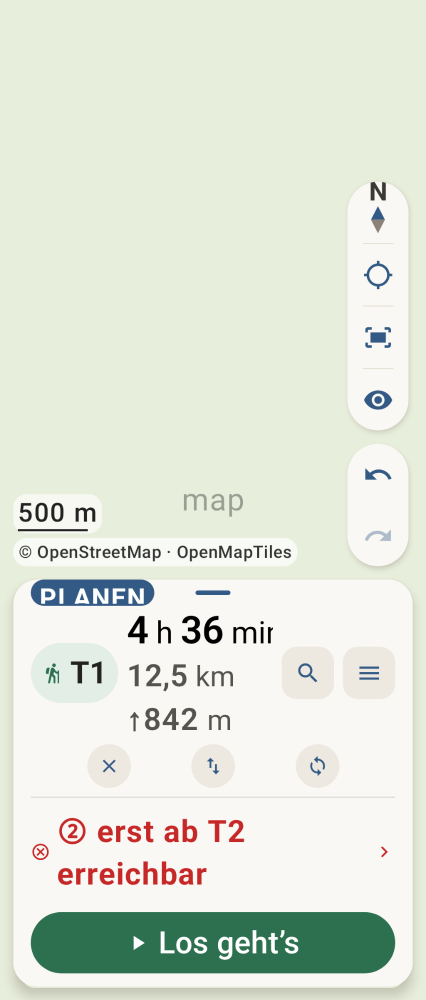 N
map
500 m
© OpenStreetMap · OpenMapTiles
PLANEN
4 h 36 min
T1
12,5 km
↑842 m
② erst ab T2
erreichbar
Los geht’s